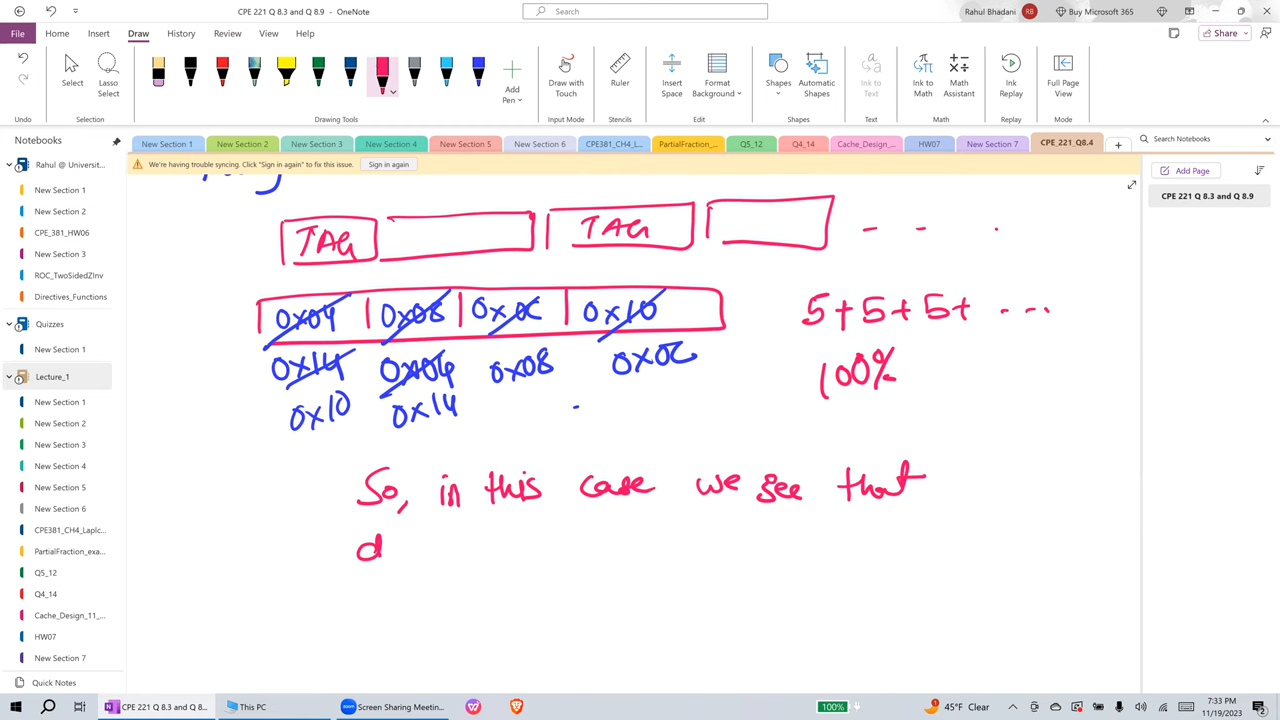 CPE 221 Q 8.3 and Q 8.9 - OneNote
Search
Rahul Bhadani RB Buy Microsoft 365
File Home Insert Draw History Review View Help
Share
Select Lasso Select Add Pen Draw with Touch Ruler Insert Space Format Background Shapes Automatic Shapes Ink to Text Ink to Math Math Assistant Ink Replay Full Page View
Undo Selection Drawing Tools Input Mode Stencils Edit Text Math Replay Mode
Notebooks
New Section 1 New Section 2 New Section 3 New Section 4 New Section 5 New Section 6 CPE381_CH4_L... PartialFraction_... Q5_12 Q4_14 Cache_Design_... HW07 New Section 7 CPE_221_Q8.4
Search Notebooks
We're having trouble syncing. Click "Sign in again" to fix this issue. Sign in again
Add Page
CPE 221 Q 8.3 and Q 8.9
Rahul @ Universit...
New Section 1
New Section 2
CPE_381_HW06
New Section 3
ROC_TwoSidedZInv
Directives_Functions
Quizzes
New Section 1
Lecture_1
New Section 1
New Section 2
New Section 3
New Section 4
New Section 5
New Section 6
CPE381_CH4_Laplc...
PartialFraction_exa...
Q5_12
Q4_14
Cache_Design_11_...
HW07
New Section 7
Quick Notes
TAG TAG - - .
0x04 0x08 0x0C 0x10
0x14 0x04 0x08 0x0C
0x10 0x14
5+5+5+ ...
100%
So, in this case we see that
d
CPE 221 Q 8.3 and Q 8... This PC Screen Sharing Meetin...
100%
45°F Clear
7:33 PM
11/19/2023
2